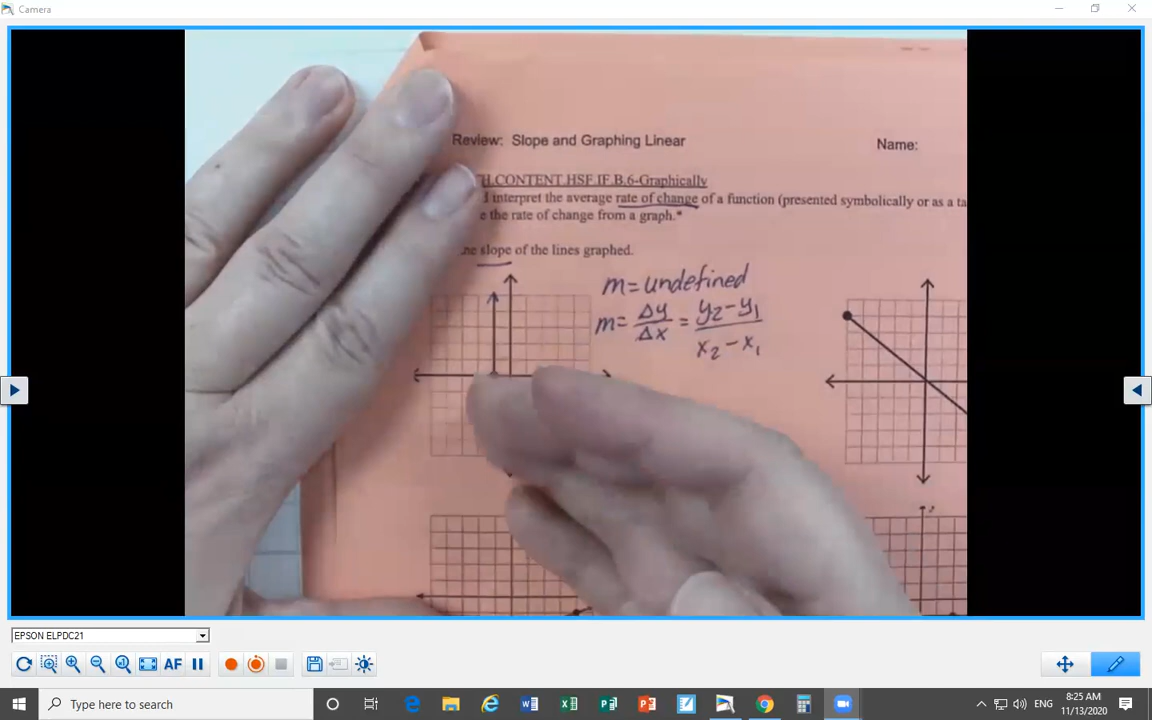 Camera
Review: Slope and Graphing Linear
Name:
H.CONTENT.HSF.IF.B.6-Graphically
interpret the average rate of change of a function (presented symbolically or as a ta
e the rate of change from a graph.*
slope of the lines graphed.
m = undefined
m = Δy/Δx = y₂ - y₁/x₂ - x₁
EPSON ELPDC21
AF
Type here to search
ENG
8:25 AM
11/13/2020